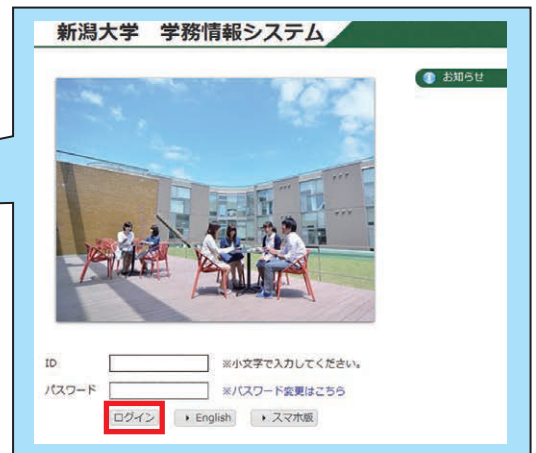 新潟大学 学務情報システム
お知らせ
ID ※小文字で入力してください。
パスワード ※パスワード変更はこちら
ログイン English スマホ版